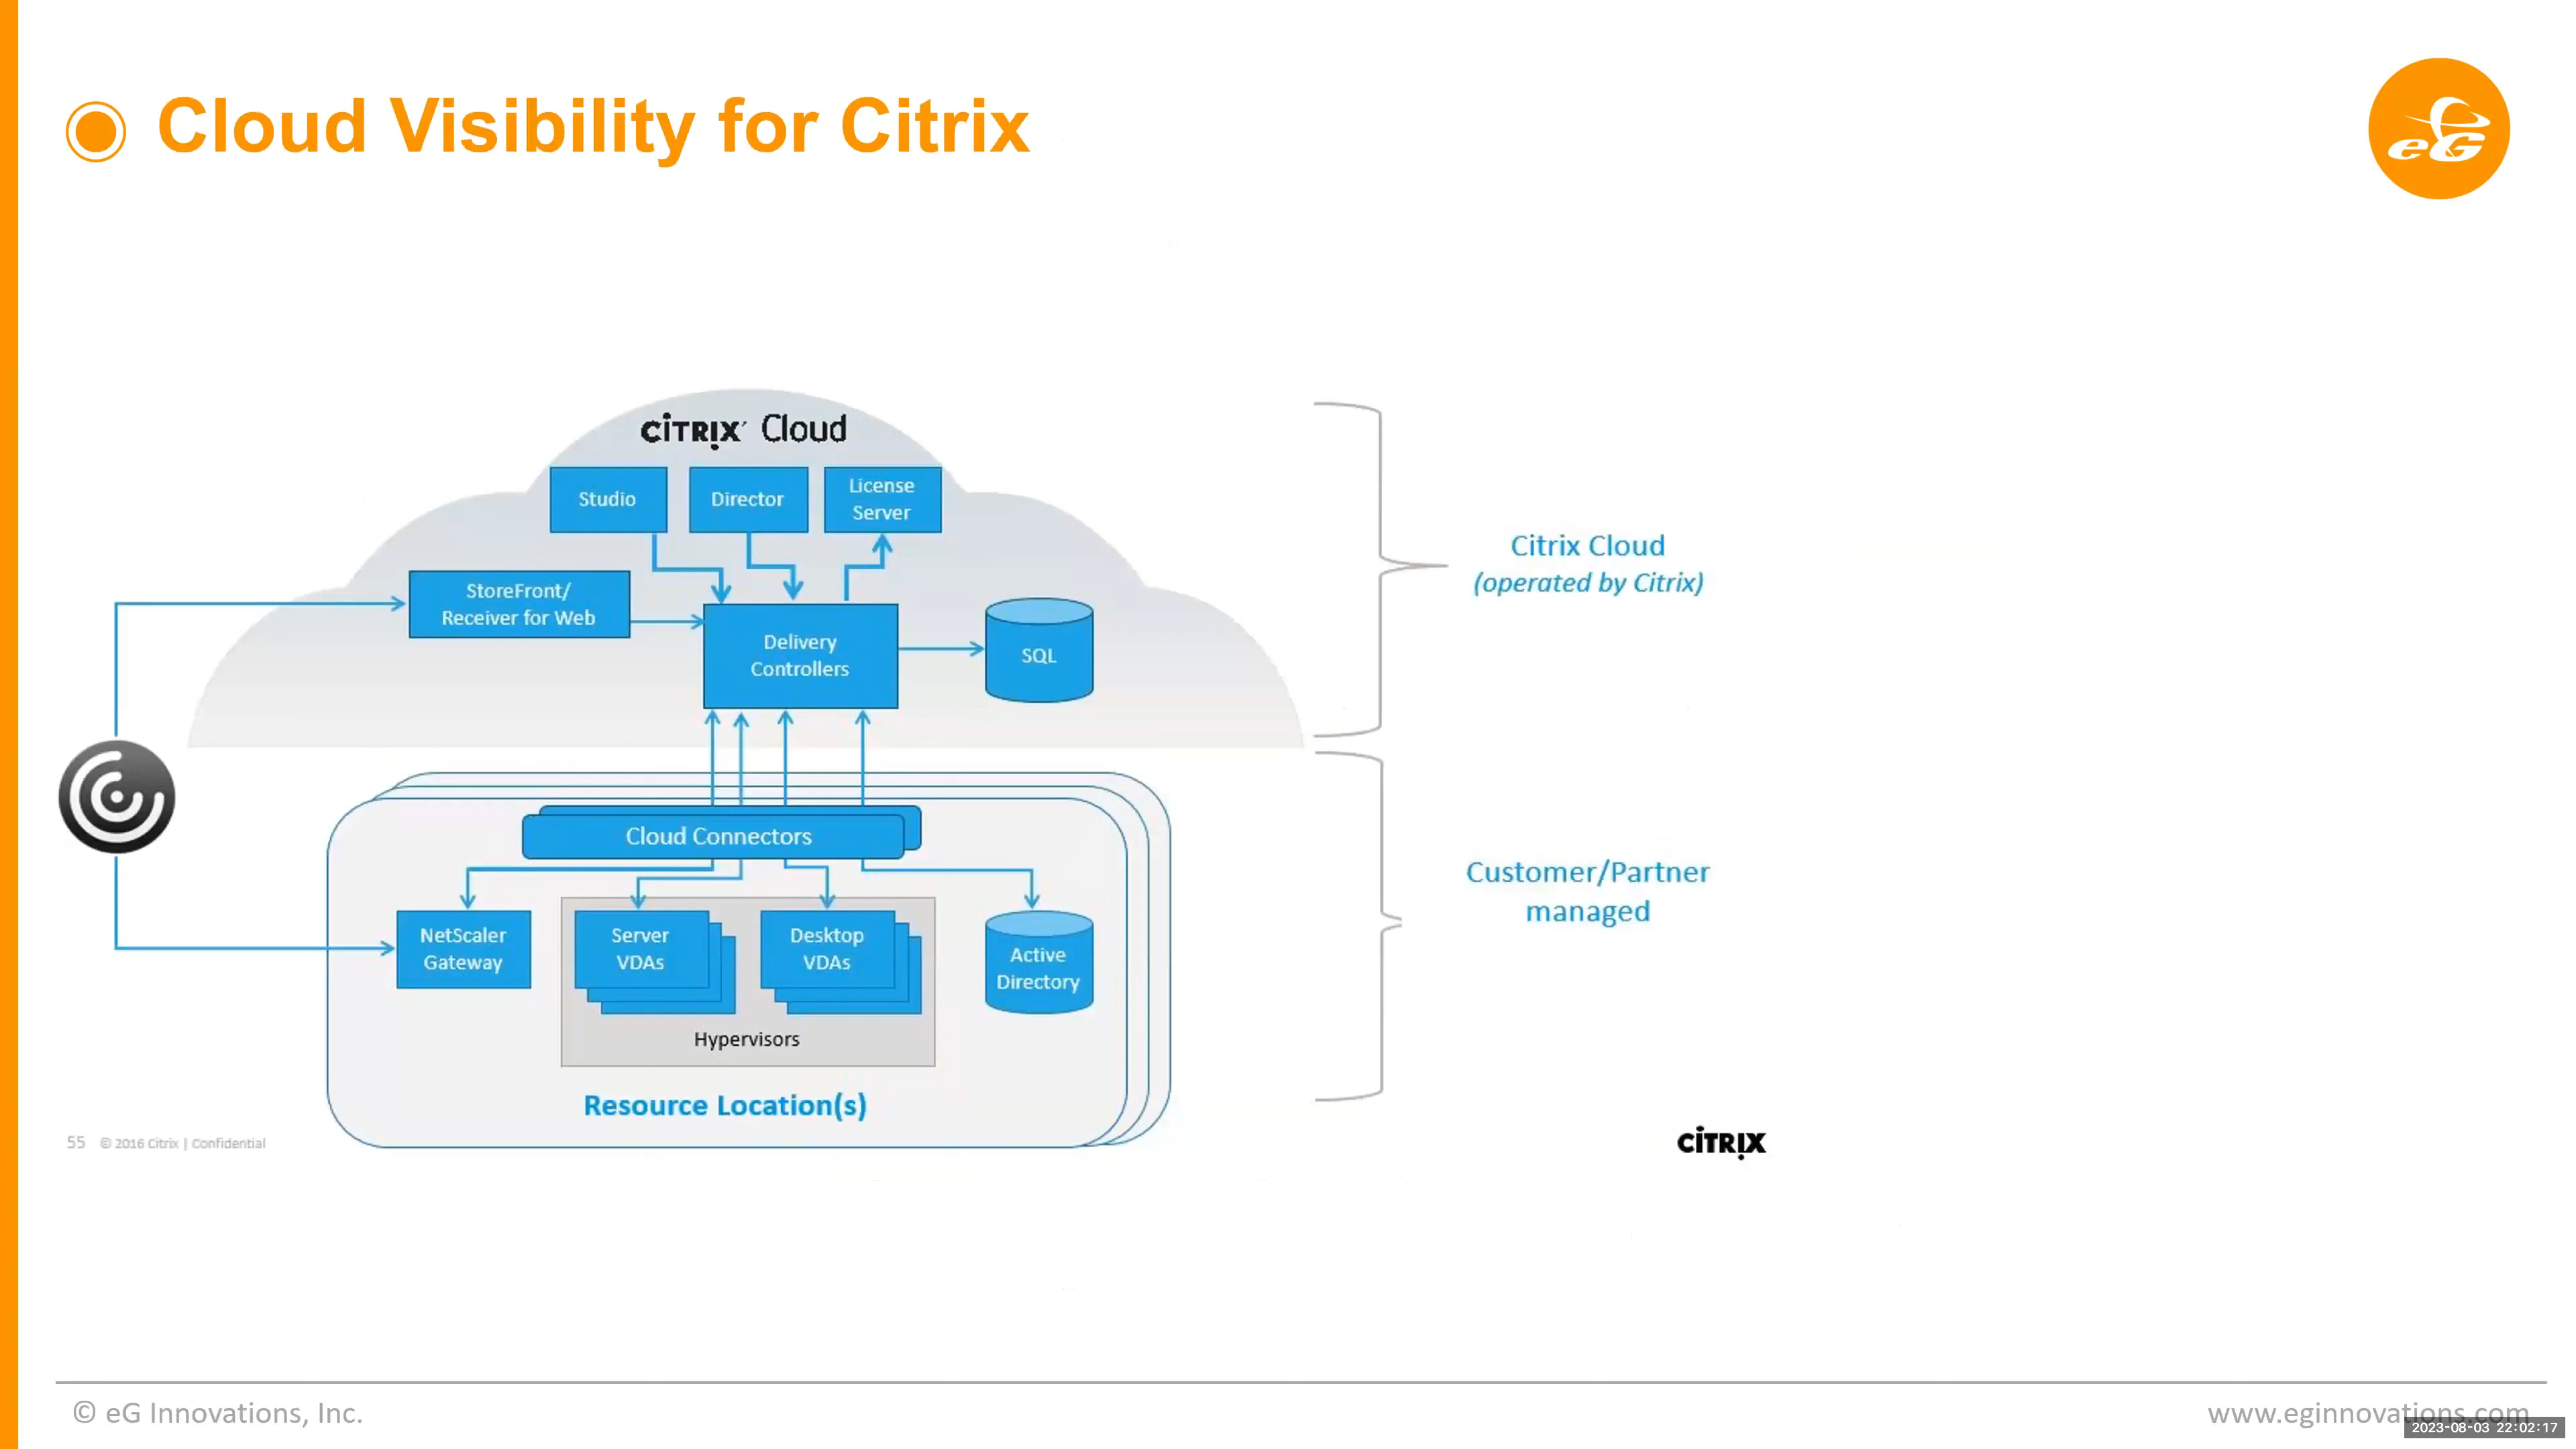 Cloud Visibility for Citrix
eG
CITRIX Cloud
Studio
Director
License
Server
StoreFront/
Receiver for Web
Delivery
Controllers
SQL
Citrix Cloud
(operated by Citrix)
Cloud Connectors
NetScaler
Gateway
Server
VDAs
Desktop
VDAs
Active
Directory
Hypervisors
Customer/Partner
managed
Resource Location(s)
55 © 2016 Citrix | Confidential
CITRIX
© eG Innovations, Inc.
www.eginnovations.com
2023-08-03 22:02:17